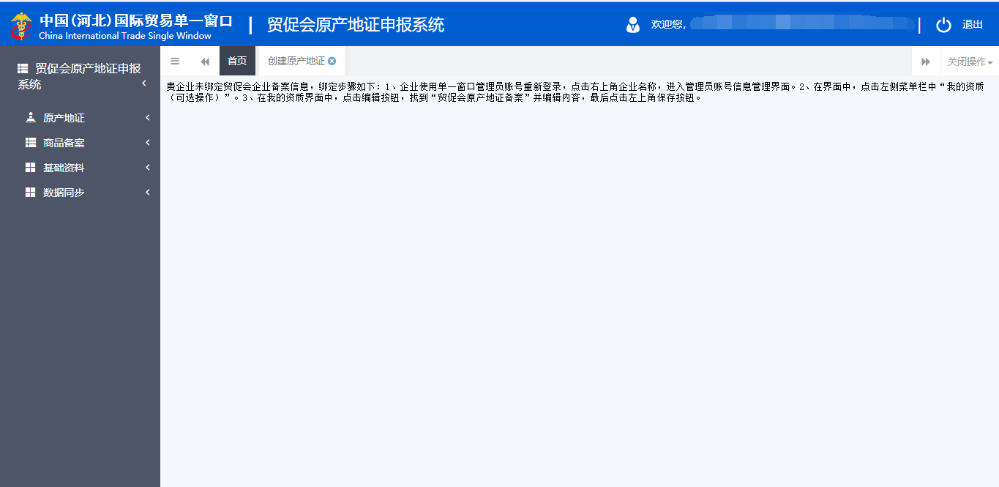 中国(河北)国际贸易单一窗口
China International Trade Single Window
贸促会原产地证申报系统
欢迎您,
退出
贸促会原产地证申报
系统
原产地证
商品备案
基础资料
数据同步
首页
创建原产地证
关闭操作
贵企业未绑定贸促会企业备案信息，绑定步骤如下：1、企业使用单一窗口管理员账号重新登录，点击右上角企业名称，进入管理员账号信息管理界面。2、在界面中，点击左侧菜单栏中“我的资质
（可选操作）”。3、在我的资质界面中，点击编辑按钮，找到“贸促会原产地证备案”并编辑内容，最后点击左上角保存按钮。